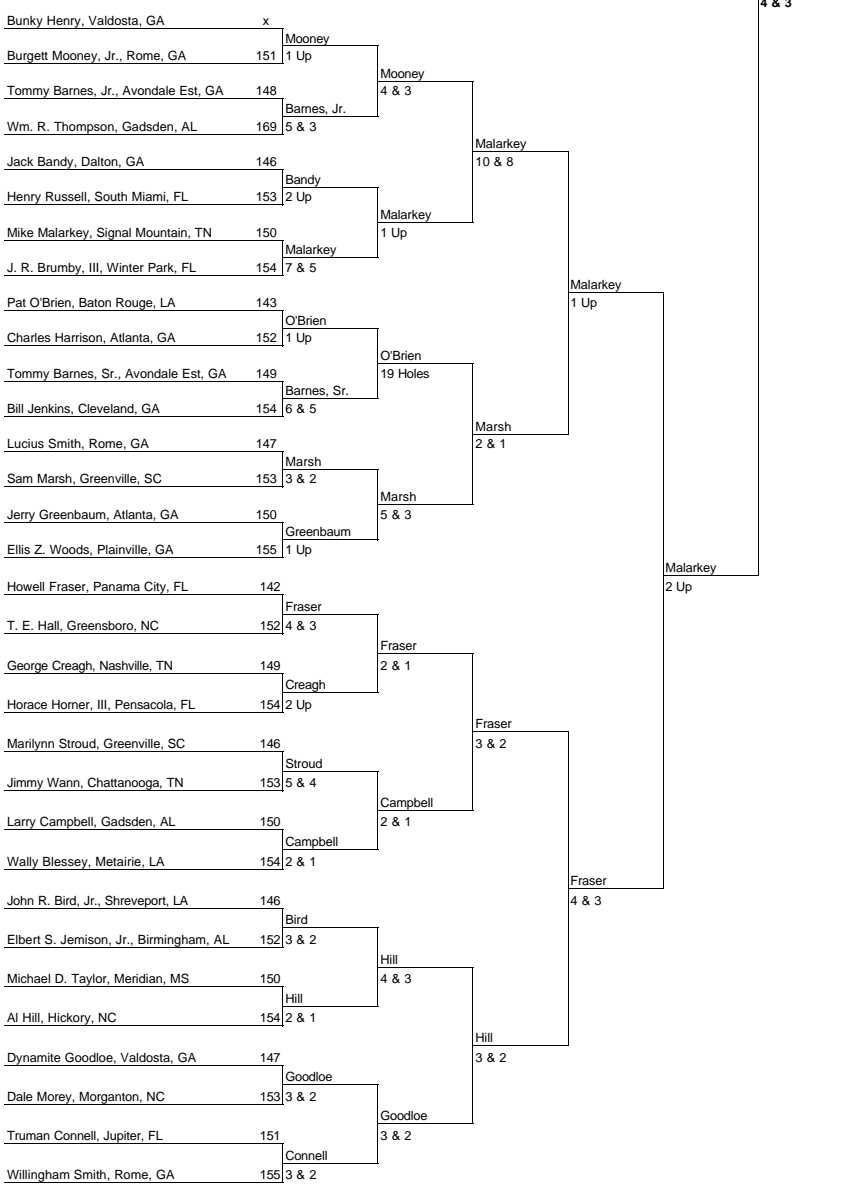 4 & 3
Bunky Henry, Valdosta, GA x
Mooney
Burgett Mooney, Jr., Rome, GA 151 1 Up
Mooney
Tommy Barnes, Jr., Avondale Est, GA 148 4 & 3
Barnes, Jr.
Wm. R. Thompson, Gadsden, AL 169 5 & 3
Malarkey
Jack Bandy, Dalton, GA 146 10 & 8
Bandy
Henry Russell, South Miami, FL 153 2 Up
Malarkey
Mike Malarkey, Signal Mountain, TN 150 1 Up
Malarkey
J. R. Brumby, III, Winter Park, FL 154 7 & 5
Malarkey
Pat O'Brien, Baton Rouge, LA 143 1 Up
O'Brien
Charles Harrison, Atlanta, GA 152 1 Up
O'Brien
Tommy Barnes, Sr., Avondale Est, GA 149 19 Holes
Barnes, Sr.
Bill Jenkins, Cleveland, GA 154 6 & 5
Marsh
Lucius Smith, Rome, GA 147 2 & 1
Marsh
Sam Marsh, Greenville, SC 153 3 & 2
Marsh
Jerry Greenbaum, Atlanta, GA 150 5 & 3
Greenbaum
Ellis Z. Woods, Plainville, GA 155 1 Up
Malarkey
Howell Fraser, Panama City, FL 142 2 Up
Fraser
T. E. Hall, Greensboro, NC 152 4 & 3
Fraser
George Creagh, Nashville, TN 149 2 & 1
Creagh
Horace Horner, III, Pensacola, FL 154 2 Up
Fraser
Marilynn Stroud, Greenville, SC 146 3 & 2
Stroud
Jimmy Wann, Chattanooga, TN 153 5 & 4
Campbell
Larry Campbell, Gadsden, AL 150 2 & 1
Campbell
Wally Blessey, Metairie, LA 154 2 & 1
Fraser
John R. Bird, Jr., Shreveport, LA 146 4 & 3
Bird
Elbert S. Jemison, Jr., Birmingham, AL 152 3 & 2
Hill
Michael D. Taylor, Meridian, MS 150 4 & 3
Hill
Al Hill, Hickory, NC 154 2 & 1
Hill
Dynamite Goodloe, Valdosta, GA 147 3 & 2
Goodloe
Dale Morey, Morganton, NC 153 3 & 2
Goodloe
Truman Connell, Jupiter, FL 151 3 & 2
Connell
Willingham Smith, Rome, GA 155 3 & 2